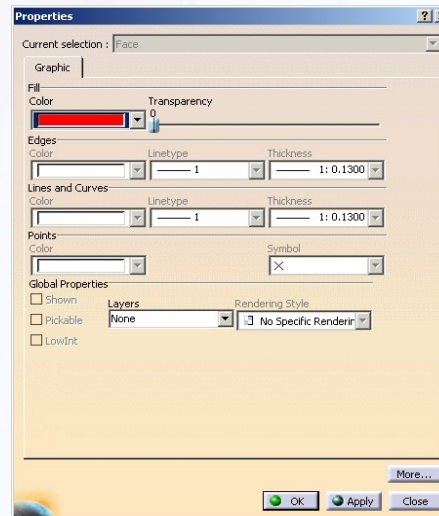 Properties
Current selection : Face
Graphic
Fill
Color Transparency
0
Edges
Color Linetype Thickness
1 1: 0.1300
Lines and Curves
Color Linetype Thickness
1 1: 0.1300
Points
Color Symbol
Global Properties
Shown Layers Rendering Style
Pickable None No Specific Renderin
LowInt
More...
OK Apply Close